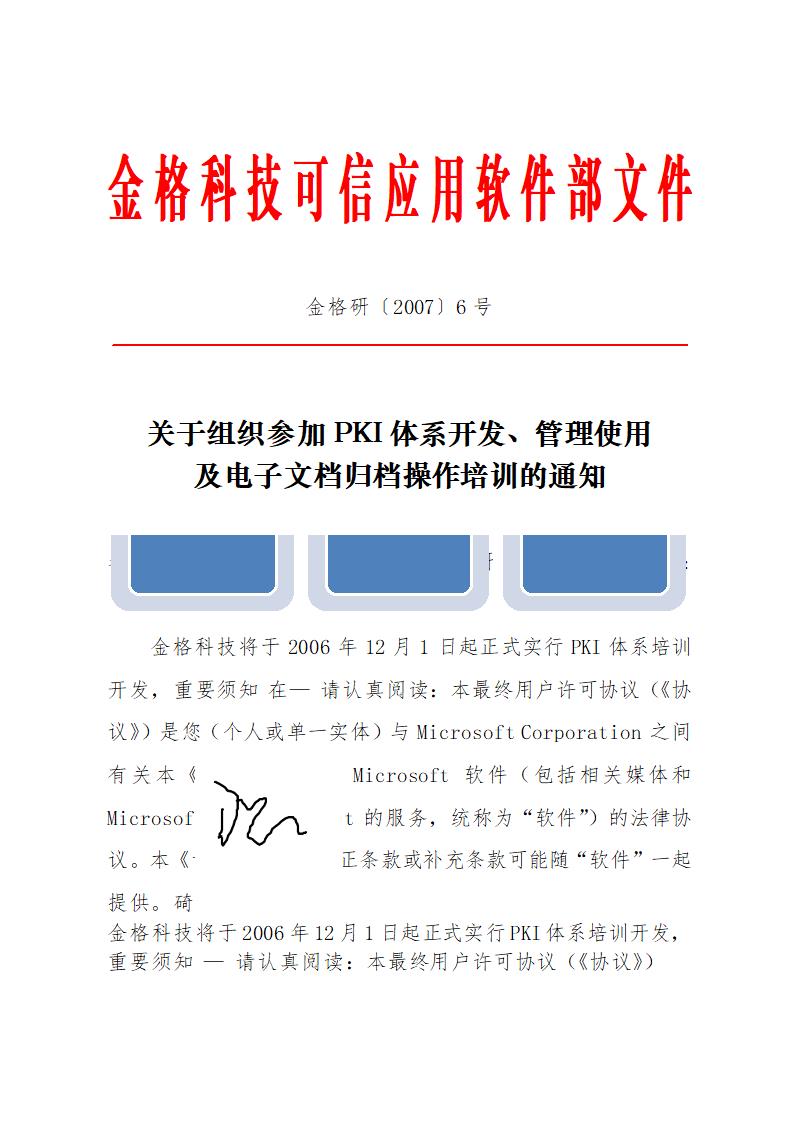 金格科技可信应用软件部文件
金格研〔2007〕6 号
关于组织参加 PKI 体系开发、管理使用
及电子文档归档操作培训的通知
金格科技将于 2006 年 12 月 1 日起正式实行 PKI 体系培训
开发，重要须知 在— 请认真阅读：本最终用户许可协议（《协
议》）是您（个人或单一实体）与 Microsoft Corporation 之间
有关本《 Microsoft 软件（包括相关媒体和
Microsof t 的服务，统称为“软件”）的法律协
议。本《 正条款或补充条款可能随“软件”一起
提供。碕
金格科技将于 2006 年 12 月 1 日起正式实行 PKI 体系培训开发，
重要须知 — 请认真阅读：本最终用户许可协议（《协议》）